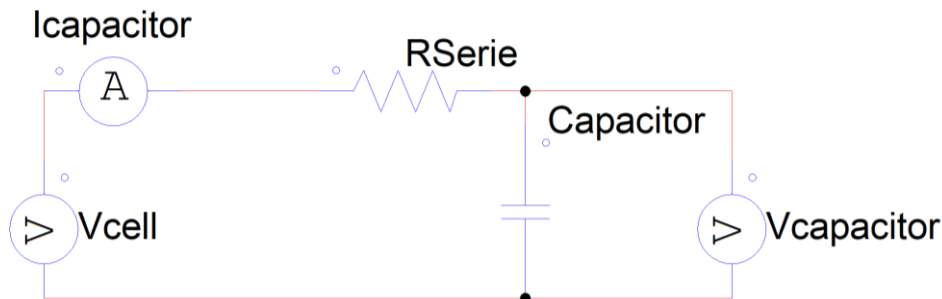 Icapacitor
RSerie
A
Capacitor
V
Vcell
V
Vcapacitor